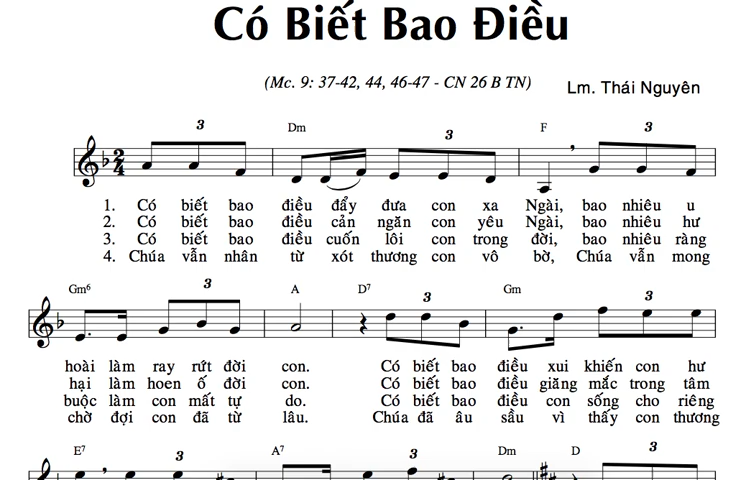 Có Biết Bao Điều
(Mc. 9: 37-42, 44, 46-47 - CN 26 B TN)
Lm. Thái Nguyên
3 Dm 3 F 3
2
4
1. Có biết bao điều đẩy đưa con xa Ngài, bao nhiêu u
2. Có biết bao điều cản ngăn con yêu Ngài, bao nhiêu hư
3. Có biết bao điều cuốn lôi con trong đời, bao nhiêu ràng
4. Chúa vẫn nhân từ xót thương con vô bờ, Chúa vẫn mong
Gm6 3 A D7 3 Gm 3
hoài làm ray rứt đời con. Có biết bao điều xui khiến con hư
hại làm hoen ố đời con. Có biết bao điều giăng mắc trong tâm
buộc làm con mất tự do. Có biết bao điều con sống cho riêng
chờ đợi con đã từ lâu. Chúa đã âu sầu vì thấy con thương
E7 3 A7 3 Dm D